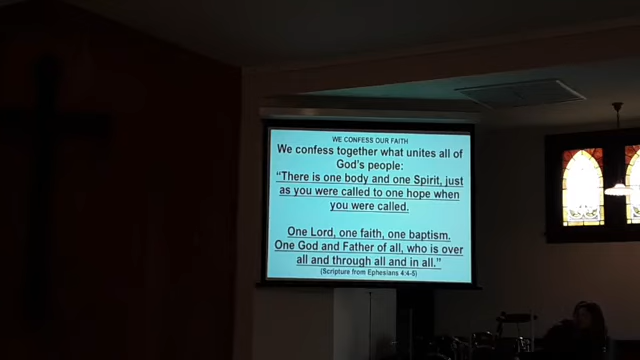 WE CONFESS OUR FAITH
We confess together what unites all of
God's people:
“There is one body and one Spirit, just
as you were called to one hope when
you were called.
One Lord, one faith, one baptism.
One God and Father of all, who is over
all and through all and in all.”
(Scripture from Ephesians 4:4-5)